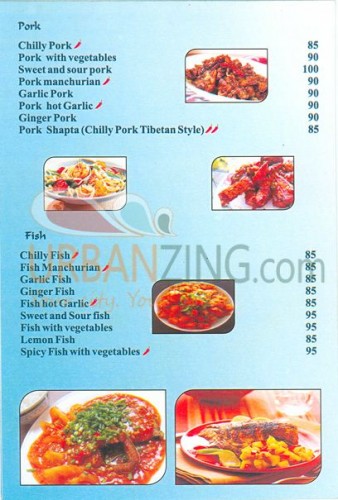 Pork
Chilly Pork 85
Pork with vegetables 90
Sweet and sour pork 100
Pork manchurian 90
Garlic Pork 90
Pork hot Garlic 90
Ginger Pork 90
Pork Shapta (Chilly Pork Tibetan Style) 85
Fish
URBANZING.com
Chilly Fish 85
Fish Manchurian 85
Garlic Fish 85
Ginger Fish 85
Fish hot Garlic 85
Sweet and Sour fish 95
Fish with vegetables 95
Lemon Fish 85
Spicy Fish with vegetables 95